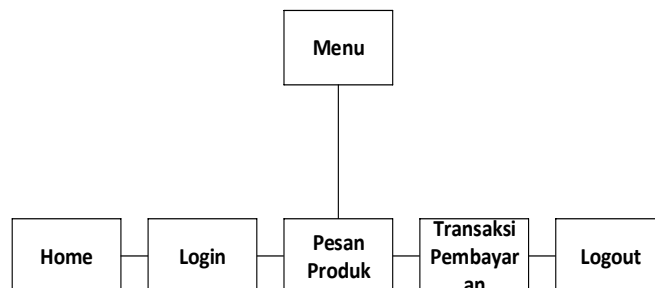 Menu
Home
Login
Pesan
Produk
Transaksi
Pembayar
an
Logout